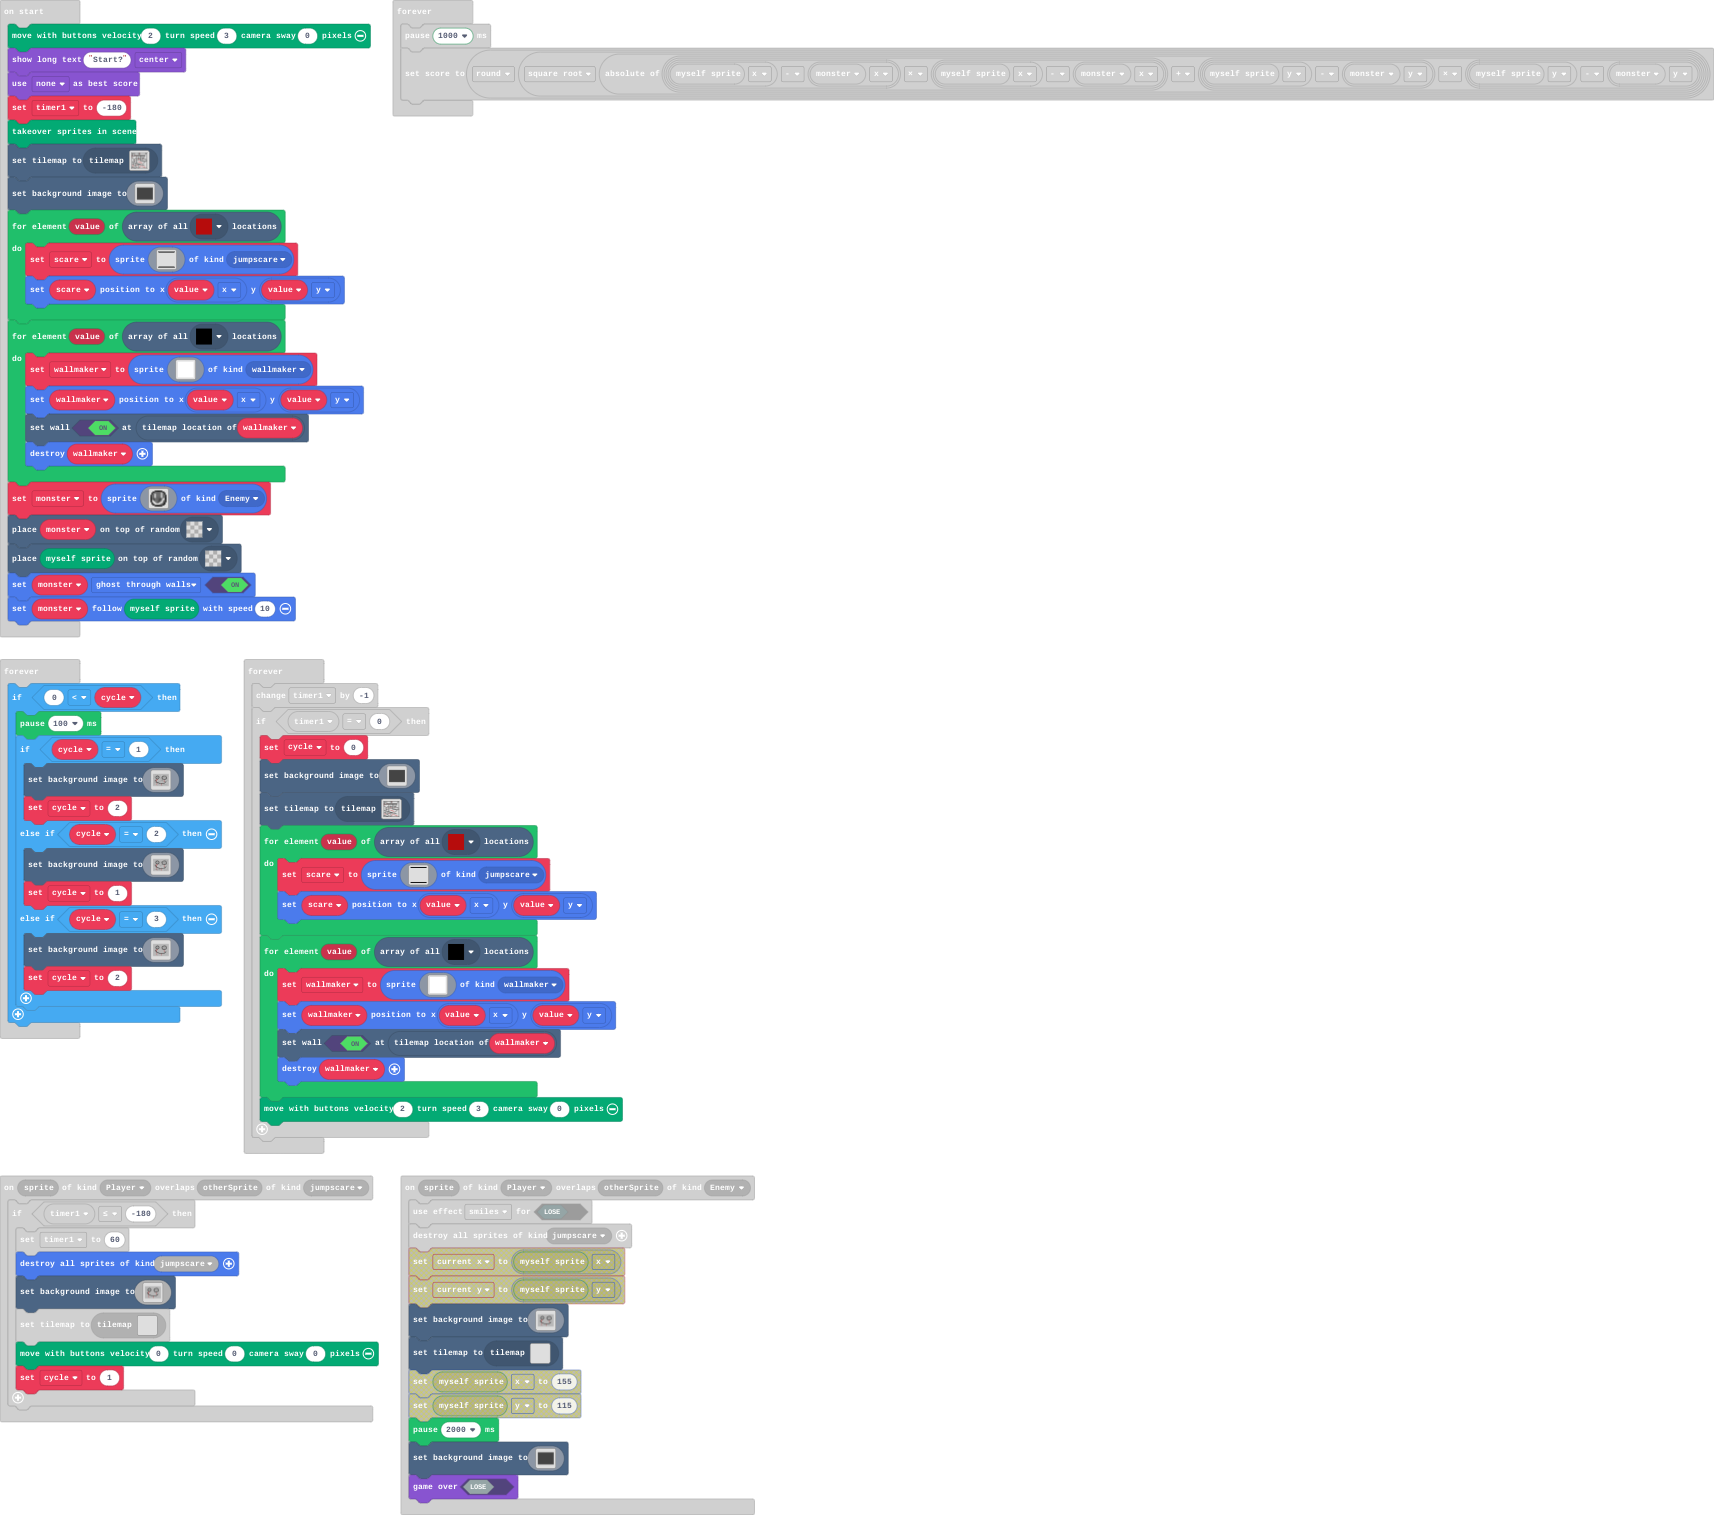 on start
move with buttons velocity 2 turn speed 3 camera sway 0 pixels
show long text "Start?" center
use none as best score
set timer1 to -180
takeover sprites in scene
set tilemap to tilemap
set background image to
for element value of array of all locations
do
set scare to sprite of kind jumpscare
set scare position to x value x y value y
for element value of array of all locations
do
set wallmaker to sprite of kind wallmaker
set wallmaker position to x value x y value y
set wall ON at tilemap location of wallmaker
destroy wallmaker
set monster to sprite of kind Enemy
place monster on top of random
place myself sprite on top of random
set monster ghost through walls ON
set monster follow myself sprite with speed 10
forever
pause 1000 ms
set score to round square root absolute of myself sprite x - monster x × myself sprite x - monster x + myself sprite y - monster y × myself sprite y - monster y
forever
if 0 < cycle then
pause 100 ms
if cycle = 1 then
set background image to
set cycle to 2
else if cycle = 2 then
set background image to
set cycle to 1
else if cycle = 3 then
set background image to
set cycle to 2
forever
change timer1 by -1
if timer1 = 0 then
set cycle to 0
set background image to
set tilemap to tilemap
for element value of array of all locations
do
set scare to sprite of kind jumpscare
set scare position to x value x y value y
for element value of array of all locations
do
set wallmaker to sprite of kind wallmaker
set wallmaker position to x value x y value y
set wall ON at tilemap location of wallmaker
destroy wallmaker
move with buttons velocity 2 turn speed 3 camera sway 0 pixels
on sprite of kind Player overlaps otherSprite of kind jumpscare
if timer1 ≤ -180 then
set timer1 to 60
destroy all sprites of kind jumpscare
set background image to
set tilemap to tilemap
move with buttons velocity 0 turn speed 0 camera sway 0 pixels
set cycle to 1
on sprite of kind Player overlaps otherSprite of kind Enemy
use effect smiles for LOSE
destroy all sprites of kind jumpscare
set current x to myself sprite x
set current y to myself sprite y
set background image to
set tilemap to tilemap
set myself sprite x to 155
set myself sprite y to 115
pause 2000 ms
set background image to
game over LOSE